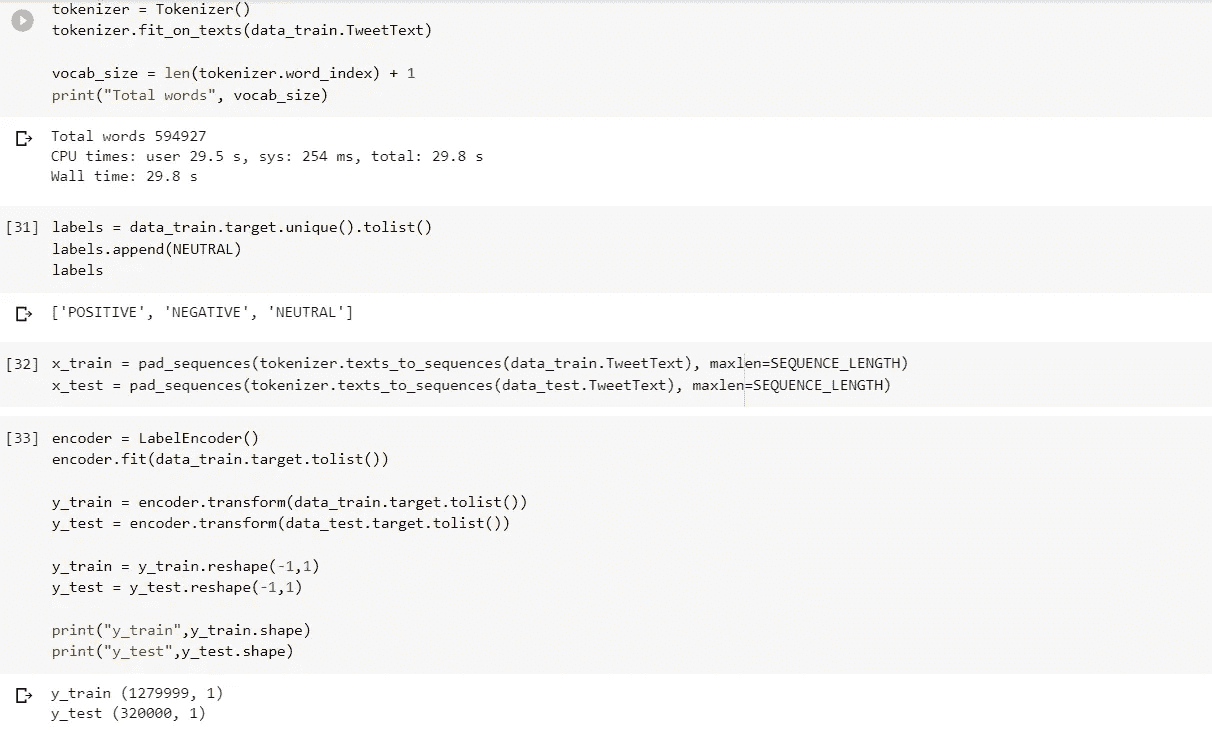 tokenizer = Tokenizer()
tokenizer.fit_on_texts(data_train.TweetText)
vocab_size = len(tokenizer.word_index) + 1
print("Total words", vocab_size)
Total words 594927
CPU times: user 29.5 s, sys: 254 ms, total: 29.8 s
Wall time: 29.8 s
[31] labels = data_train.target.unique().tolist()
labels.append(NEUTRAL)
labels
['POSITIVE', 'NEGATIVE', 'NEUTRAL']
[32] x_train = pad_sequences(tokenizer.texts_to_sequences(data_train.TweetText), maxlen=SEQUENCE_LENGTH)
x_test = pad_sequences(tokenizer.texts_to_sequences(data_test.TweetText), maxlen=SEQUENCE_LENGTH)
[33] encoder = LabelEncoder()
encoder.fit(data_train.target.tolist())
y_train = encoder.transform(data_train.target.tolist())
y_test = encoder.transform(data_test.target.tolist())
y_train = y_train.reshape(-1,1)
y_test = y_test.reshape(-1,1)
print("y_train",y_train.shape)
print("y_test",y_test.shape)
y_train (1279999, 1)
y_test (320000, 1)